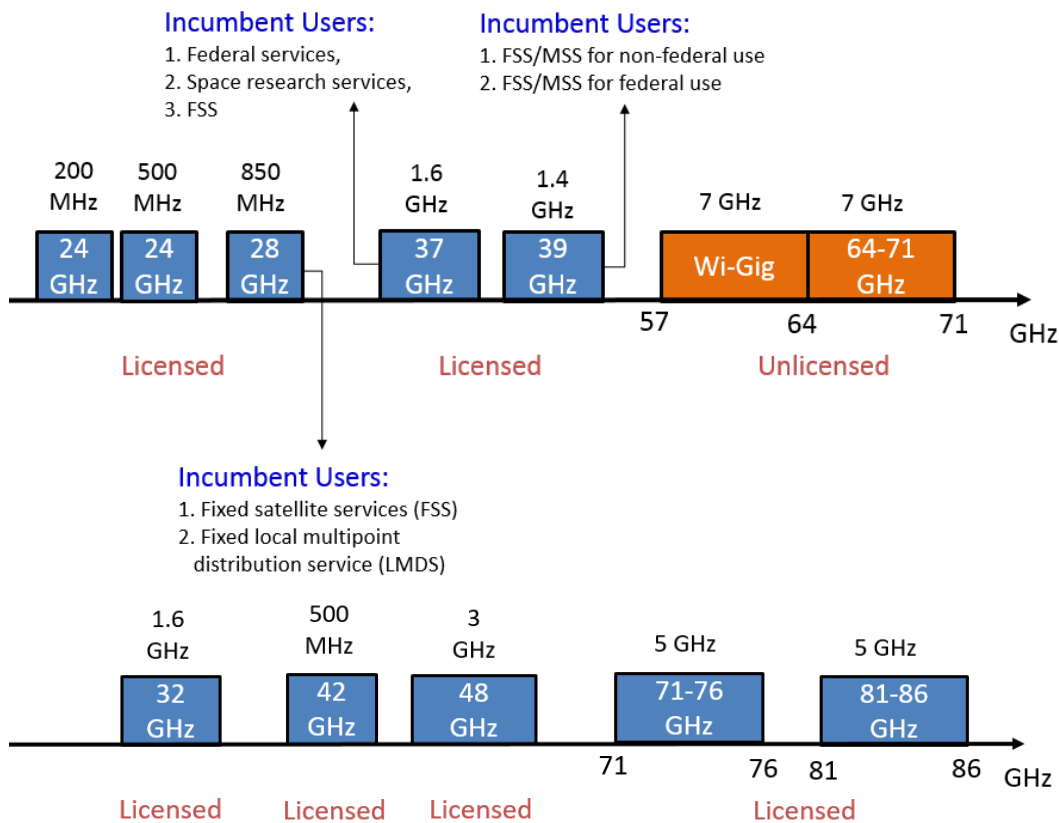 Incumbent Users:
1. Federal services,
2. Space research services,
3. FSS
Incumbent Users:
1. FSS/MSS for non-federal use
2. FSS/MSS for federal use
200
MHz
500
MHz
850
MHz
1.6
GHz
1.4
GHz
7 GHz
7 GHz
24
GHz
24
GHz
28
GHz
37
GHz
39
GHz
Wi-Gig
64-71
GHz
57
64
71
GHz
Licensed
Licensed
Unlicensed
Incumbent Users:
1. Fixed satellite services (FSS)
2. Fixed local multipoint
distribution service (LMDS)
1.6
GHz
500
MHz
3
GHz
5 GHz
5 GHz
32
GHz
42
GHz
48
GHz
71-76
GHz
81-86
GHz
71
76
81
86
GHz
Licensed
Licensed
Licensed
Licensed